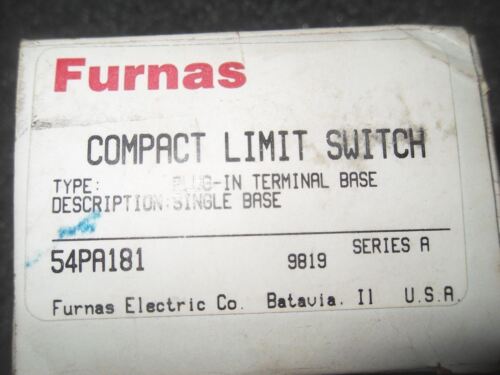 Furnas
COMPACT LIMIT SWITCH
TYPE: PLUG-IN TERMINAL BASE
DESCRIPTION:SINGLE BASE
54PA181 9819 SERIES A
Furnas Electric Co. Batavia. Il U.S.A.